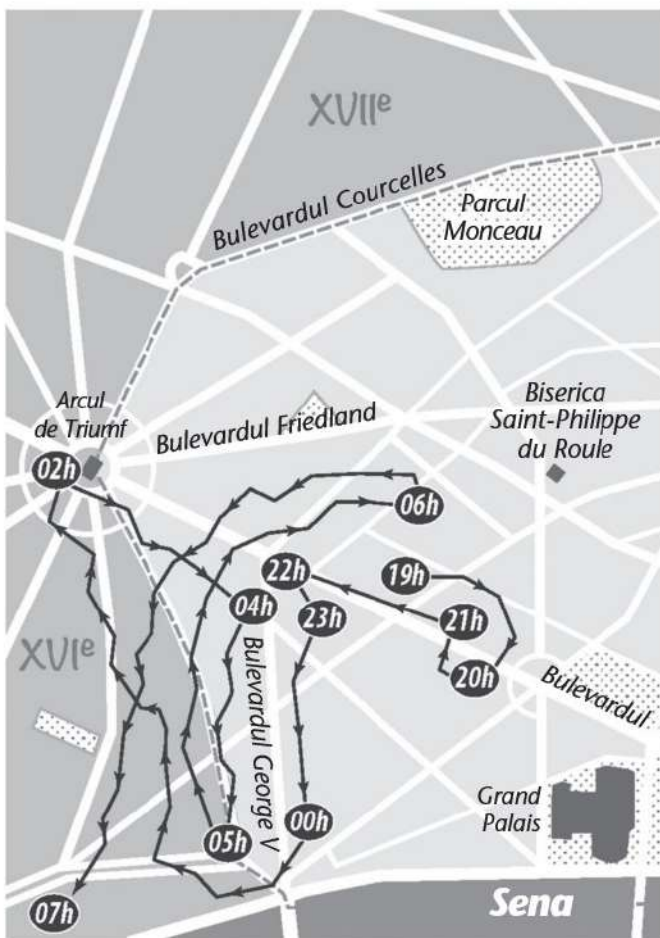 XVIIᵉ
Bulevardul Courcelles
Parcul
Monceau
Arcul
de Triumf
Bulevardul Friedland
Biserica
Saint-Philippe
du Roule
02h
06h
22h
19h
04h
23h
21h
XVIᵉ
20h
Bulevardul
Bulevardul George V
Grand
Palais
00h
05h
07h
Sena